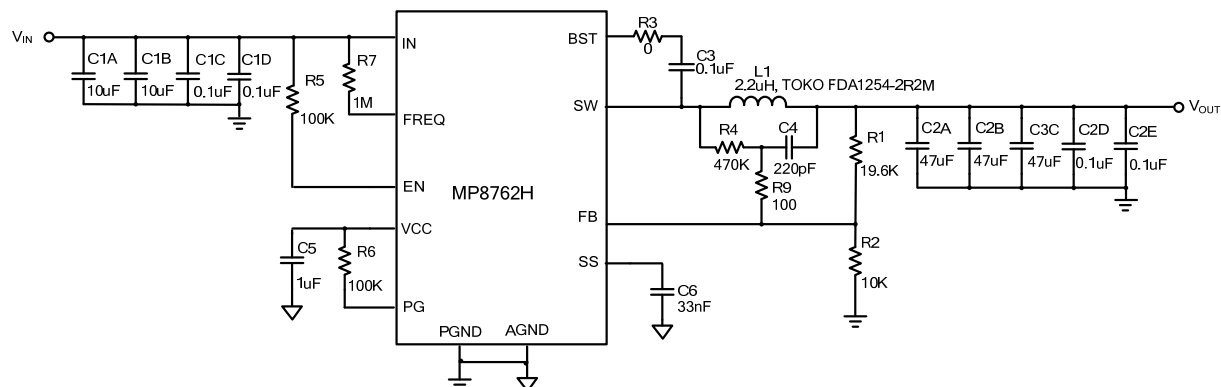 VIN
C1A
10uF
C1B
10uF
C1C
0.1uF
C1D
0.1uF
R5
100K
R7
1M
IN
FREQ
EN
VCC
PG
C5
1uF
R6
100K
MP8762H
PGND
AGND
BST
SW
FB
SS
R3
0
C3
0.1uF
L1
2.2uH, TOKO FDA1254-2R2M
R4
470K
C4
220pF
R9
100
R1
19.6K
R2
10K
C6
33nF
C2A
47uF
C2B
47uF
C3C
47uF
C2D
0.1uF
C2E
0.1uF
VOUT